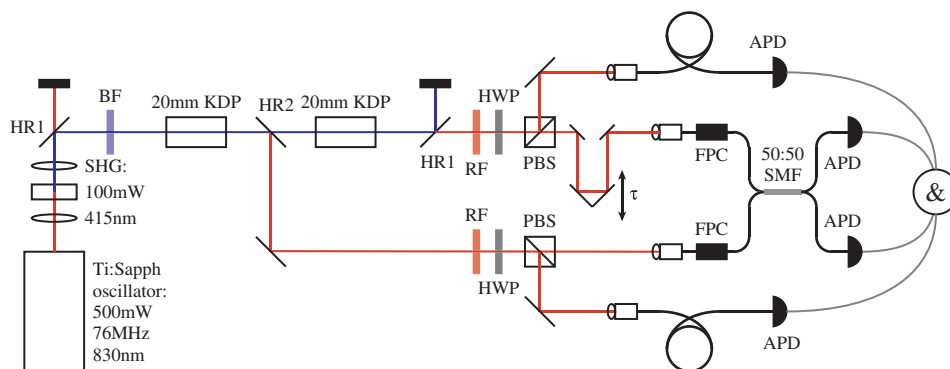 APD
BF
20mm KDP
HR2
20mm KDP
HWP
HR1
SHG:
100mW
415nm
HR1
RF
PBS
τ
FPC
50:50
SMF
APD
&
Ti:Sapph
oscillator:
500mW
76MHz
830nm
RF
HWP
PBS
FPC
APD
APD